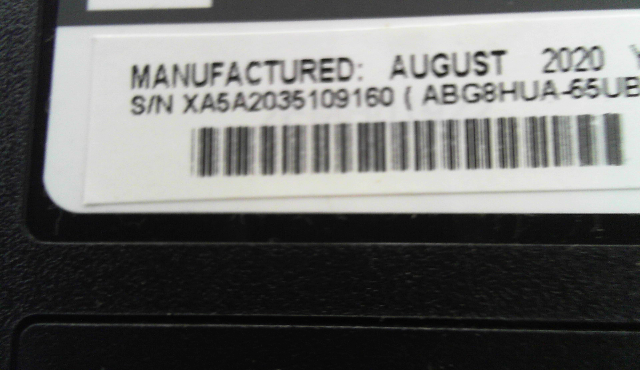 MANUFACTURED: AUGUST 2020
S/N XA5A2035109160 ( ABG8HUA-65UB